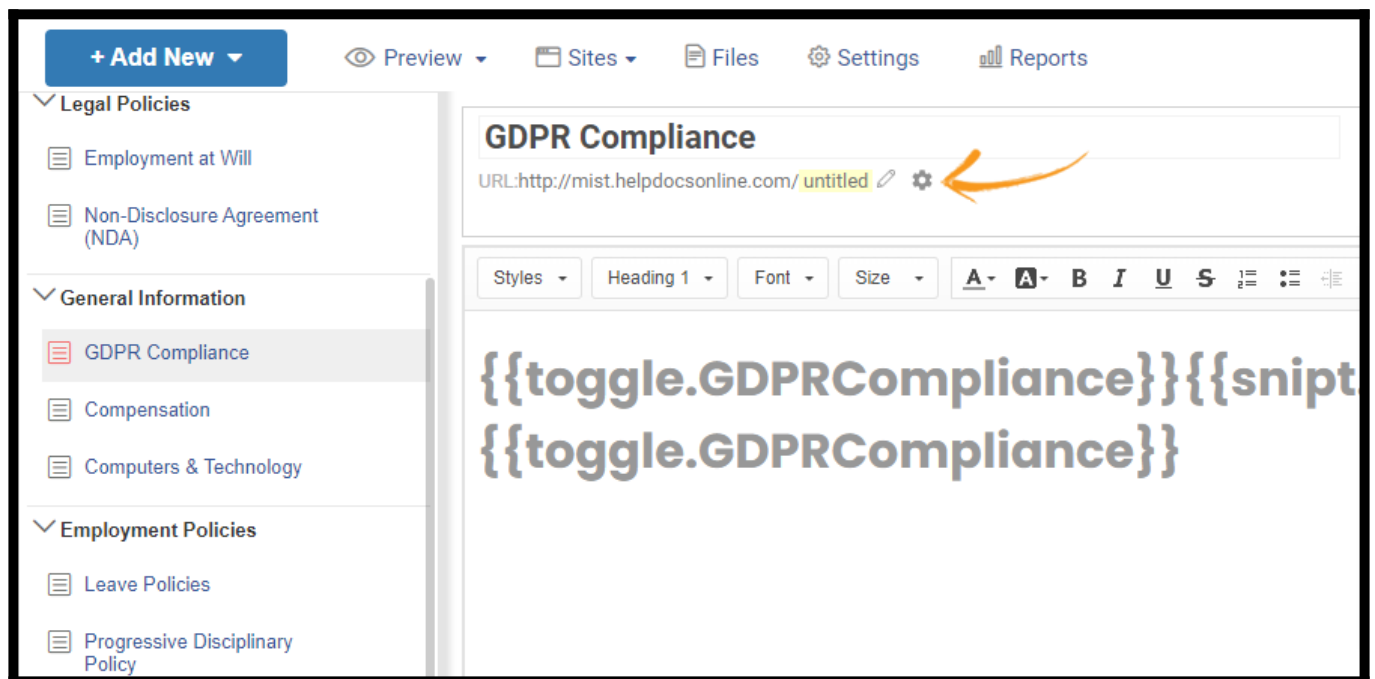 + Add New Preview Sites Files Settings Reports
Legal Policies
Employment at Will
Non-Disclosure Agreement
(NDA)
General Information
GDPR Compliance
Compensation
Computers & Technology
Employment Policies
Leave Policies
Progressive Disciplinary
Policy
GDPR Compliance
URL:http://mist.helpdocsonline.com/ untitled
Styles Heading 1 Font Size A A B I U S
{{toggle.GDPRCompliance}}{{snipt.
{{toggle.GDPRCompliance}}